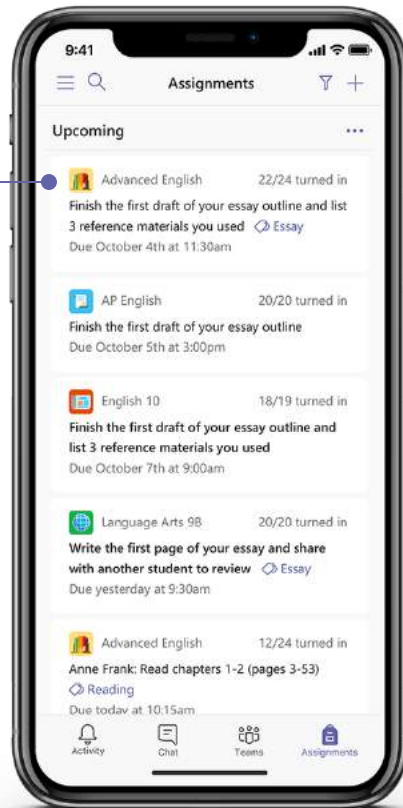 9:41
Assignments
Upcoming
Advanced English 22/24 turned in
Finish the first draft of your essay outline and list
3 reference materials you used Essay
Due October 4th at 11:30am
AP English 20/20 turned in
Finish the first draft of your essay outline
Due October 5th at 3:00pm
English 10 18/19 turned in
Finish the first draft of your essay outline and
list 3 reference materials you used
Due October 7th at 9:00am
Language Arts 9B 20/20 turned in
Write the first page of your essay and share
with another student to review Essay
Due yesterday at 9:30am
Advanced English 12/24 turned in
Anne Frank: Read chapters 1-2 (pages 3-53)
Reading
Due today at 10:15am
Activity Chat Teams Assignments